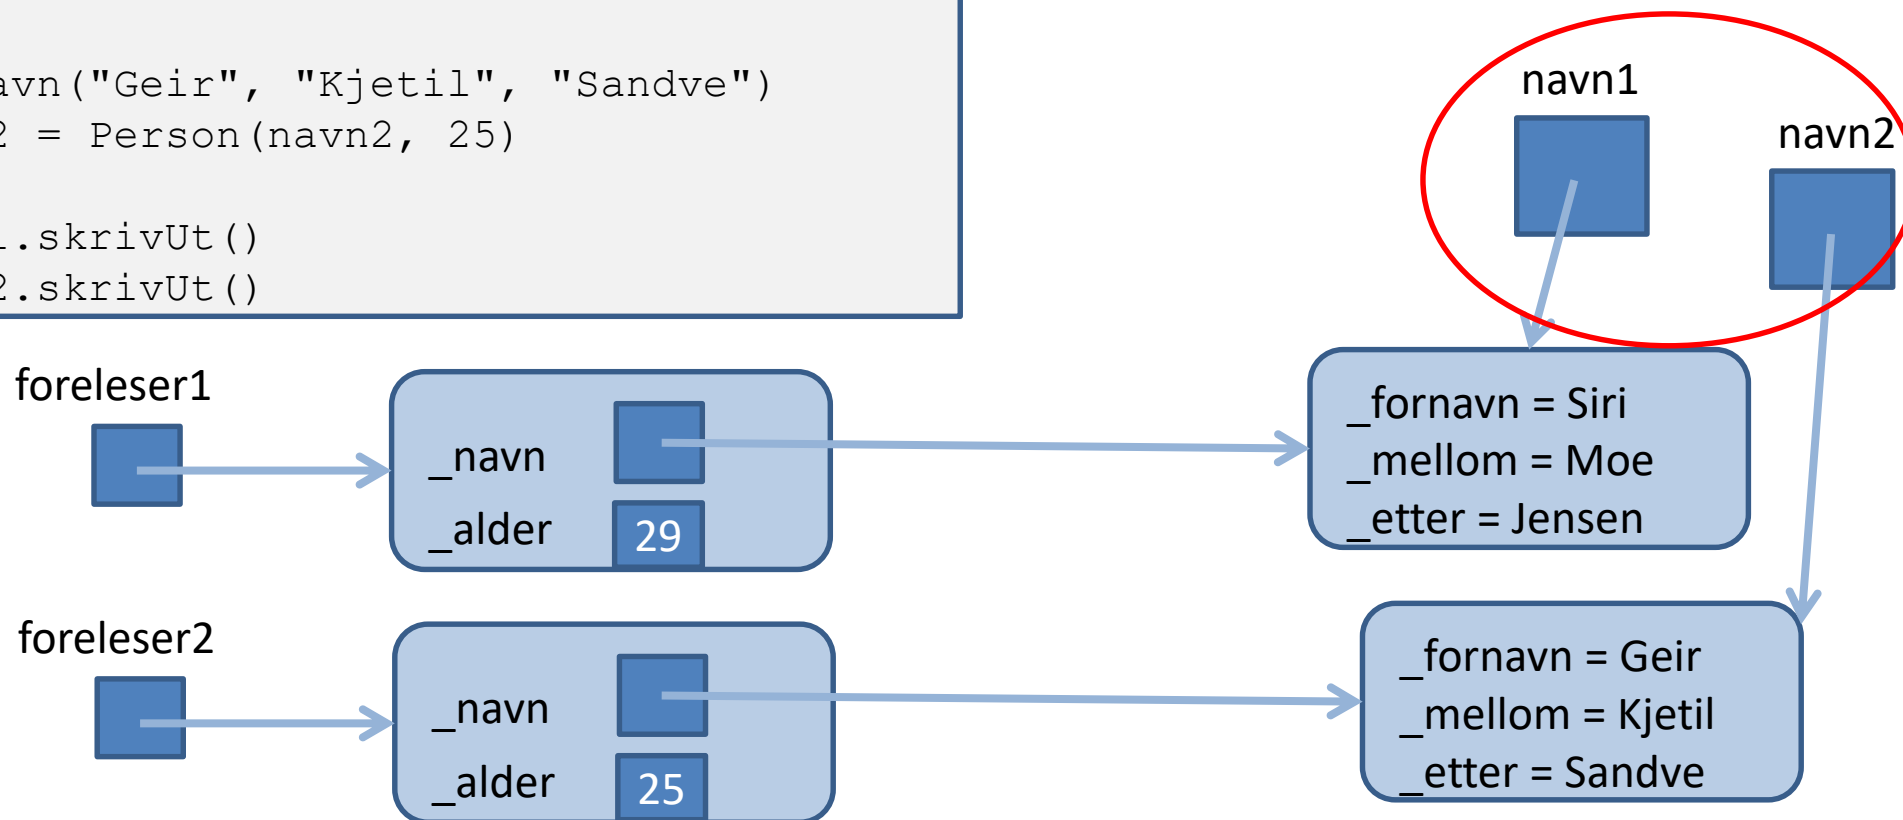 avn("Geir", "Kjetil", "Sandve")
2 = Person(navn2, 25)
1.skrivUt()
2.skrivUt()
navn1
navn2
foreleser1
_navn
_alder
29
_fornavn = Siri
_mellom = Moe
_etter = Jensen
foreleser2
_navn
_alder
25
_fornavn = Geir
_mellom = Kjetil
_etter = Sandve